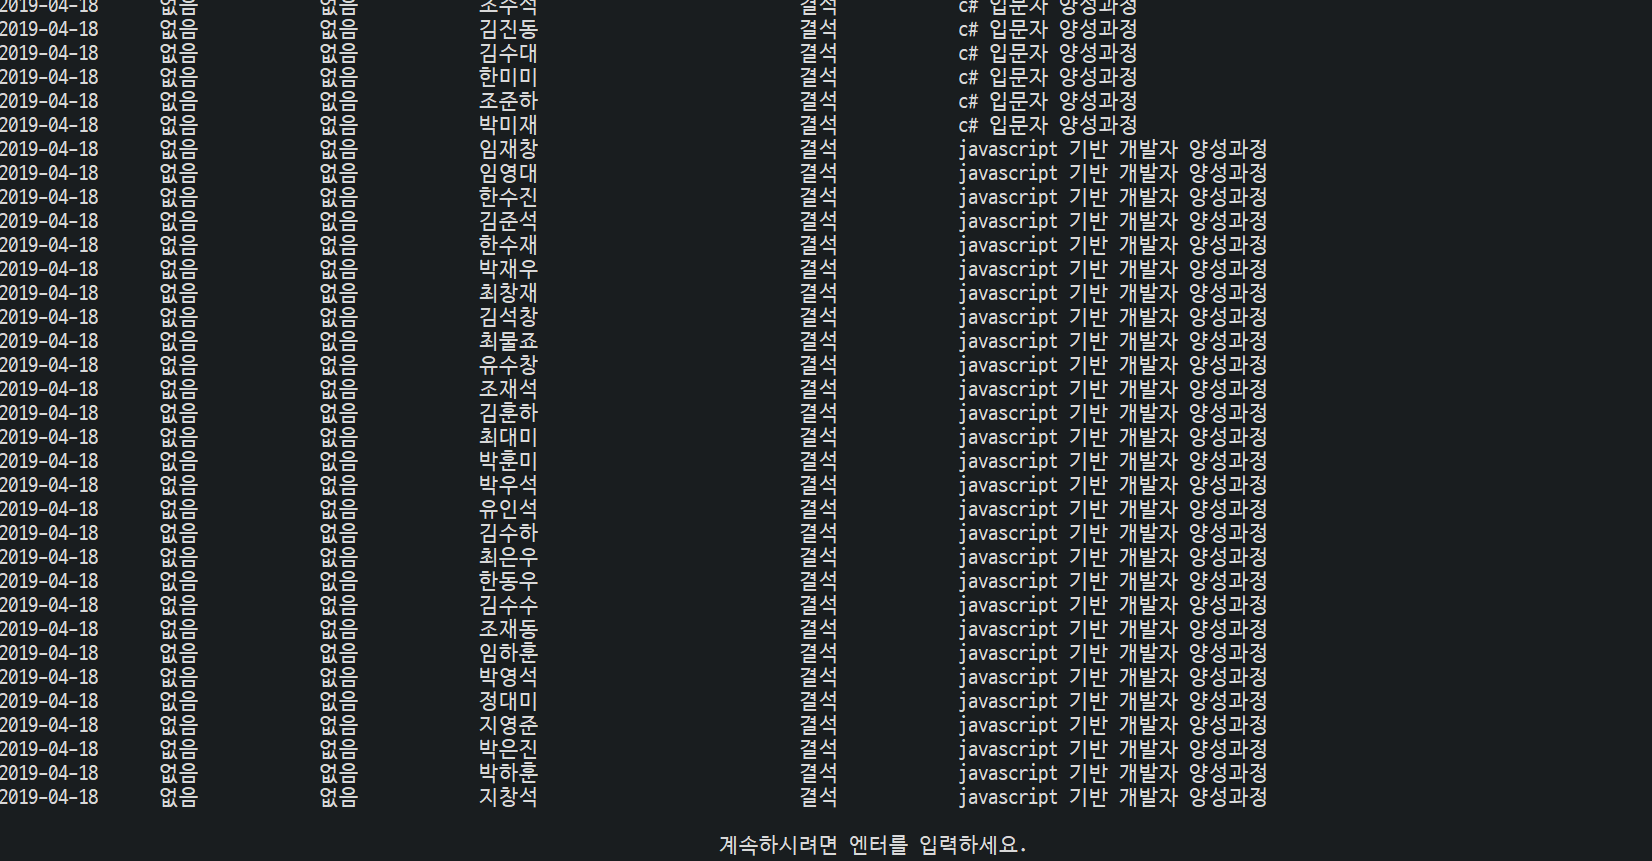 2019-04-18 없음 없음 조수석 결석 c# 입문자 양성과정
2019-04-18 없음 없음 김진동 결석 c# 입문자 양성과정
2019-04-18 없음 없음 김수대 결석 c# 입문자 양성과정
2019-04-18 없음 없음 한미미 결석 c# 입문자 양성과정
2019-04-18 없음 없음 조준하 결석 c# 입문자 양성과정
2019-04-18 없음 없음 박미재 결석 c# 입문자 양성과정
2019-04-18 없음 없음 임재창 결석 javascript 기반 개발자 양성과정
2019-04-18 없음 없음 임영대 결석 javascript 기반 개발자 양성과정
2019-04-18 없음 없음 한수진 결석 javascript 기반 개발자 양성과정
2019-04-18 없음 없음 김준석 결석 javascript 기반 개발자 양성과정
2019-04-18 없음 없음 한수재 결석 javascript 기반 개발자 양성과정
2019-04-18 없음 없음 박재우 결석 javascript 기반 개발자 양성과정
2019-04-18 없음 없음 최창재 결석 javascript 기반 개발자 양성과정
2019-04-18 없음 없음 김석창 결석 javascript 기반 개발자 양성과정
2019-04-18 없음 없음 최물죠 결석 javascript 기반 개발자 양성과정
2019-04-18 없음 없음 유수창 결석 javascript 기반 개발자 양성과정
2019-04-18 없음 없음 조재석 결석 javascript 기반 개발자 양성과정
2019-04-18 없음 없음 김훈하 결석 javascript 기반 개발자 양성과정
2019-04-18 없음 없음 최대미 결석 javascript 기반 개발자 양성과정
2019-04-18 없음 없음 박훈미 결석 javascript 기반 개발자 양성과정
2019-04-18 없음 없음 박우석 결석 javascript 기반 개발자 양성과정
2019-04-18 없음 없음 유인석 결석 javascript 기반 개발자 양성과정
2019-04-18 없음 없음 김수하 결석 javascript 기반 개발자 양성과정
2019-04-18 없음 없음 최은우 결석 javascript 기반 개발자 양성과정
2019-04-18 없음 없음 한동우 결석 javascript 기반 개발자 양성과정
2019-04-18 없음 없음 김수수 결석 javascript 기반 개발자 양성과정
2019-04-18 없음 없음 조재동 결석 javascript 기반 개발자 양성과정
2019-04-18 없음 없음 임하훈 결석 javascript 기반 개발자 양성과정
2019-04-18 없음 없음 박영석 결석 javascript 기반 개발자 양성과정
2019-04-18 없음 없음 정대미 결석 javascript 기반 개발자 양성과정
2019-04-18 없음 없음 지영준 결석 javascript 기반 개발자 양성과정
2019-04-18 없음 없음 박은진 결석 javascript 기반 개발자 양성과정
2019-04-18 없음 없음 박하훈 결석 javascript 기반 개발자 양성과정
2019-04-18 없음 없음 지창석 결석 javascript 기반 개발자 양성과정
계속하시려면 엔터를 입력하세요.